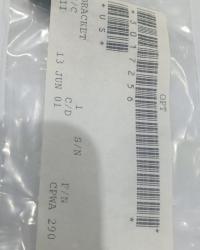 OPT
*3017256*
*US*
BRACKET
13 JUN 01
1
C/D
S/N
P/N
CPWA 290